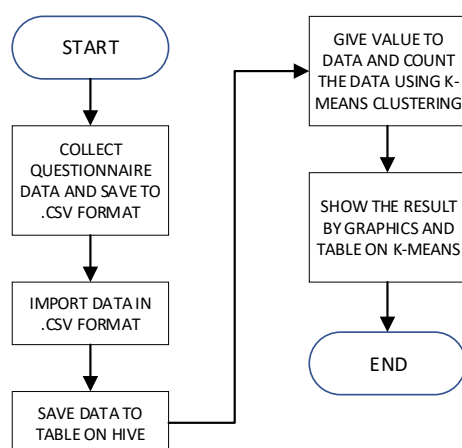 START
COLLECT
QUESTIONNAIRE
DATA AND SAVE TO
.CSV FORMAT
IMPORT DATA IN
.CSV FORMAT
SAVE DATA TO
TABLE ON HIVE
GIVE VALUE TO
DATA AND COUNT
THE DATA USING K-
MEANS CLUSTERING
SHOW THE RESULT
BY GRAPHICS AND
TABLE ON K-MEANS
END